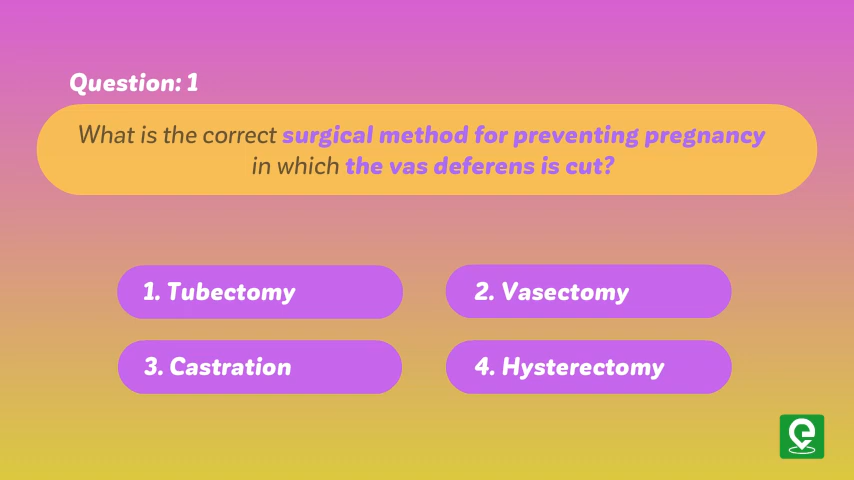 Question: 1
What is the correct surgical method for preventing pregnancy
in which the vas deferens is cut?
1. Tubectomy
2. Vasectomy
3. Castration
4. Hysterectomy